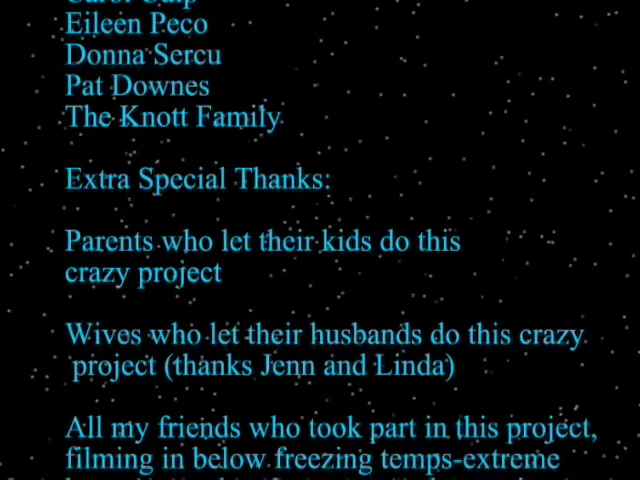 Eileen Peco
Donna Sercu
Pat Downes
The Knott Family
Extra Special Thanks:
Parents who let their kids do this
crazy project
Wives who let their husbands do this crazy
project (thanks Jenn and Linda)
All my friends who took part in this project,
filming in below freezing temps-extreme